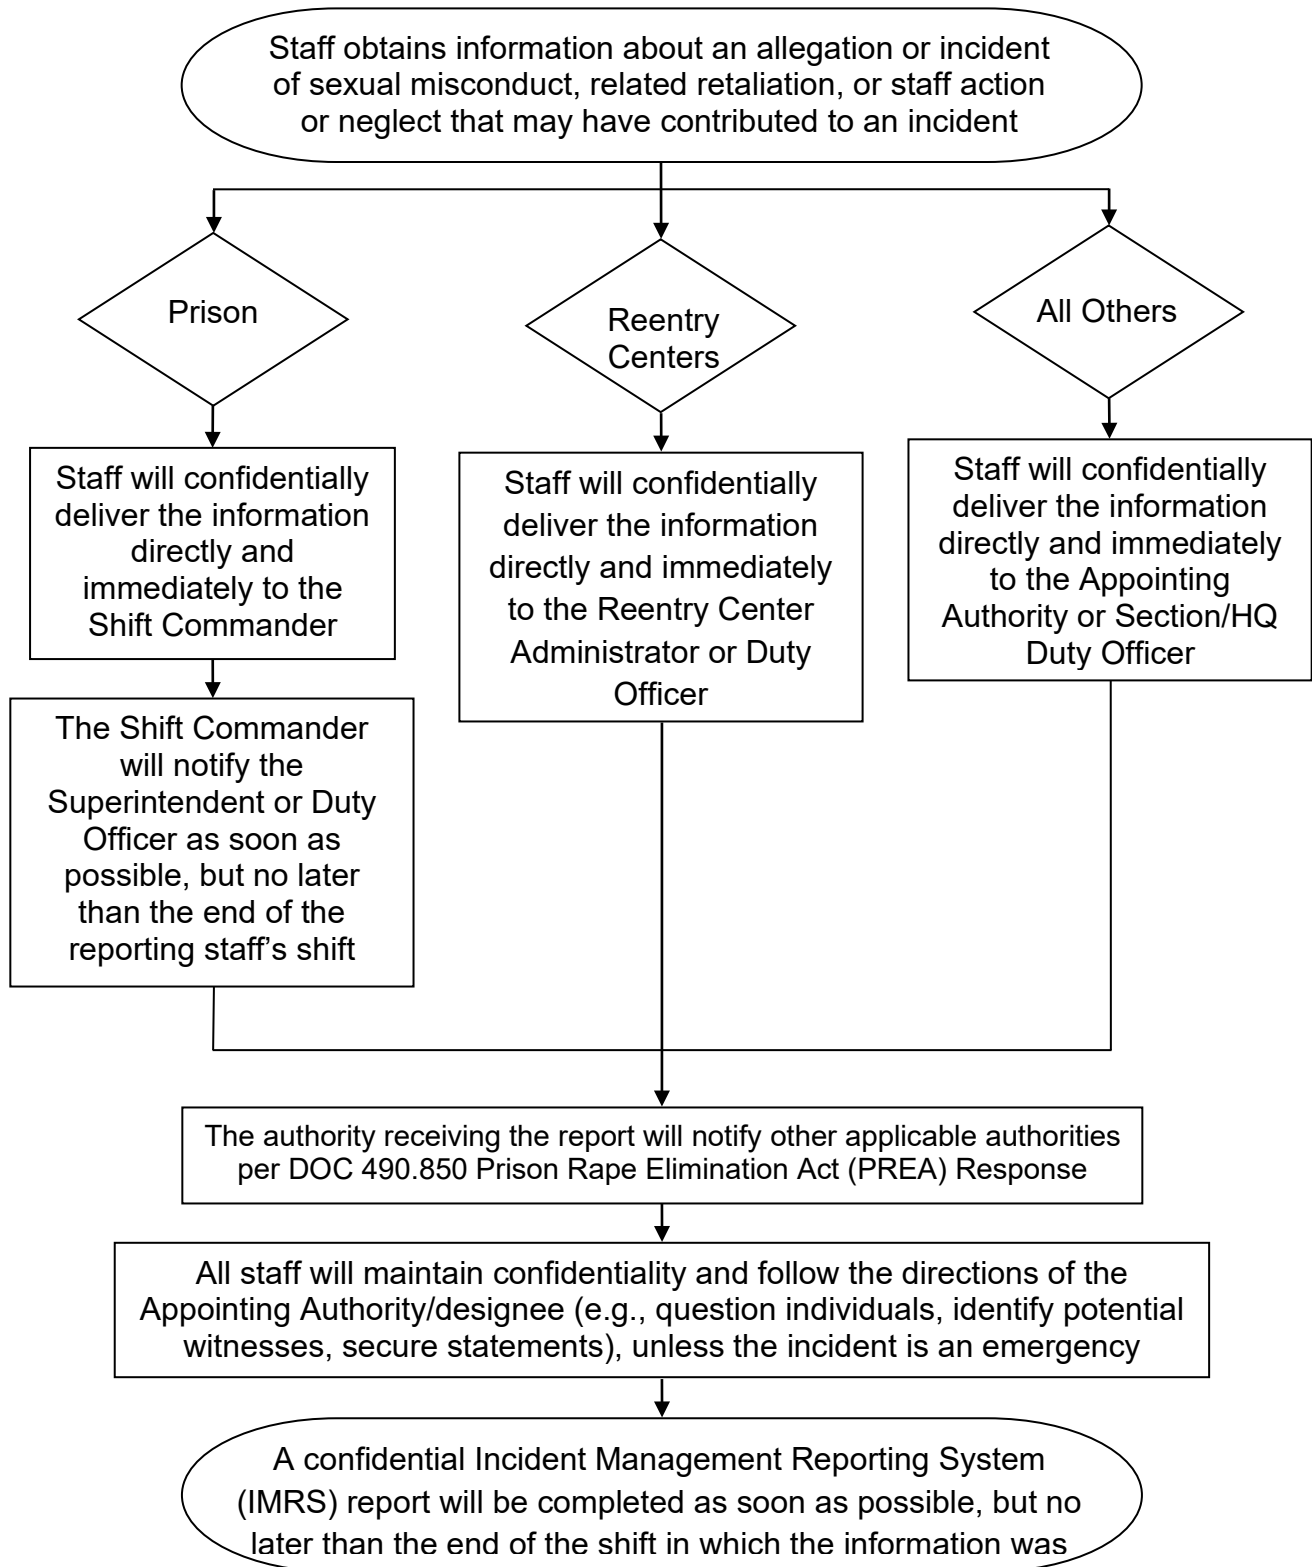 Staff obtains information about an allegation or incident
of sexual misconduct, related retaliation, or staff action
or neglect that may have contributed to an incident
Prison
Reentry
Centers
All Others
Staff will confidentially
deliver the information
directly and
immediately to the
Shift Commander
The Shift Commander
will notify the
Superintendent or Duty
Officer as soon as
possible, but no later
than the end of the
reporting staff’s shift
Staff will confidentially
deliver the information
directly and immediately
to the Reentry Center
Administrator or Duty
Officer
Staff will confidentially
deliver the information
directly and immediately
to the Appointing
Authority or Section/HQ
Duty Officer
The authority receiving the report will notify other applicable authorities
per DOC 490.850 Prison Rape Elimination Act (PREA) Response
All staff will maintain confidentiality and follow the directions of the
Appointing Authority/designee (e.g., question individuals, identify potential
witnesses, secure statements), unless the incident is an emergency
A confidential Incident Management Reporting System
(IMRS) report will be completed as soon as possible, but no
later than the end of the shift in which the information was